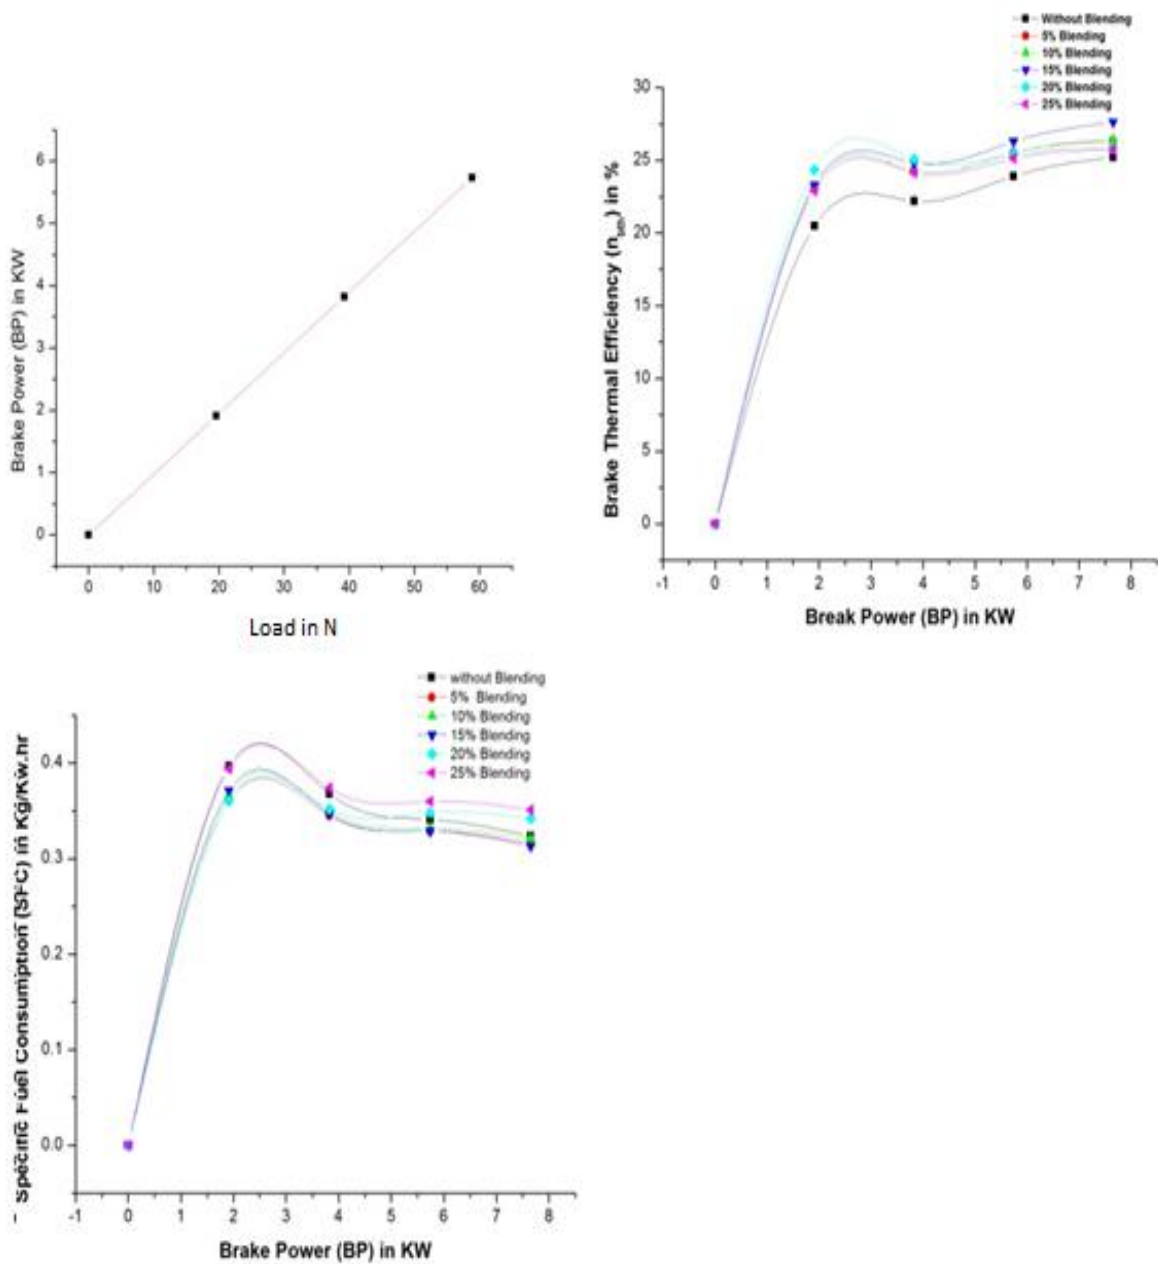 Brake Power (BP) in KW
6
5
4
3
2
1
0
0 10 20 30 40 50 60
Load in N
Without Blending
5% Blending
10% Blending
15% Blending
20% Blending
25% Blending
Brake Thermal Efficiency (n_bth) in %
30
25
20
15
10
5
0
-1 0 1 2 3 4 5 6 7 8
Break Power (BP) in KW
without Blending
5% Blending
10% Blending
15% Blending
20% Blending
25% Blending
Specific Fuel Consumption (SFC) in Kg/Kw.hr
0.4
0.3
0.2
0.1
0.0
-1 0 1 2 3 4 5 6 7 8
Brake Power (BP) in KW